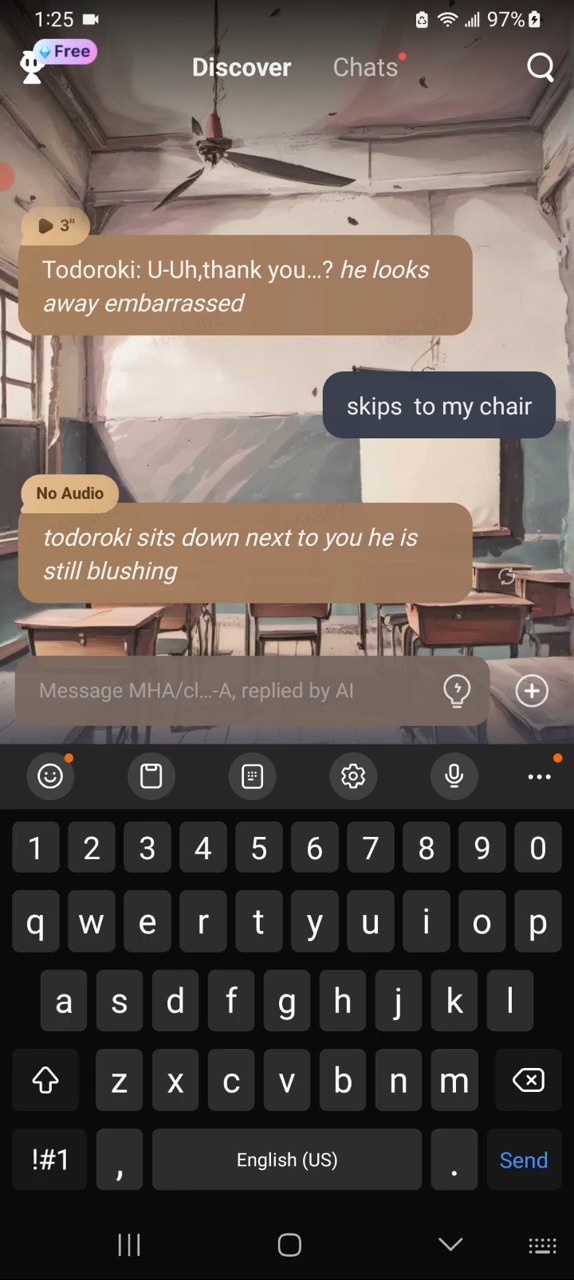 1:25 97%
Free Discover Chats
3"
Todoroki: U-Uh,thank you...? he looks
away embarrassed
skips to my chair
No Audio
todoroki sits down next to you he is
still blushing
Message MHA/cl...-A, replied by AI
1 2 3 4 5 6 7 8 9 0
q w e r t y u i o p
a s d f g h j k l
z x c v b n m
!#1 , English (US) . Send